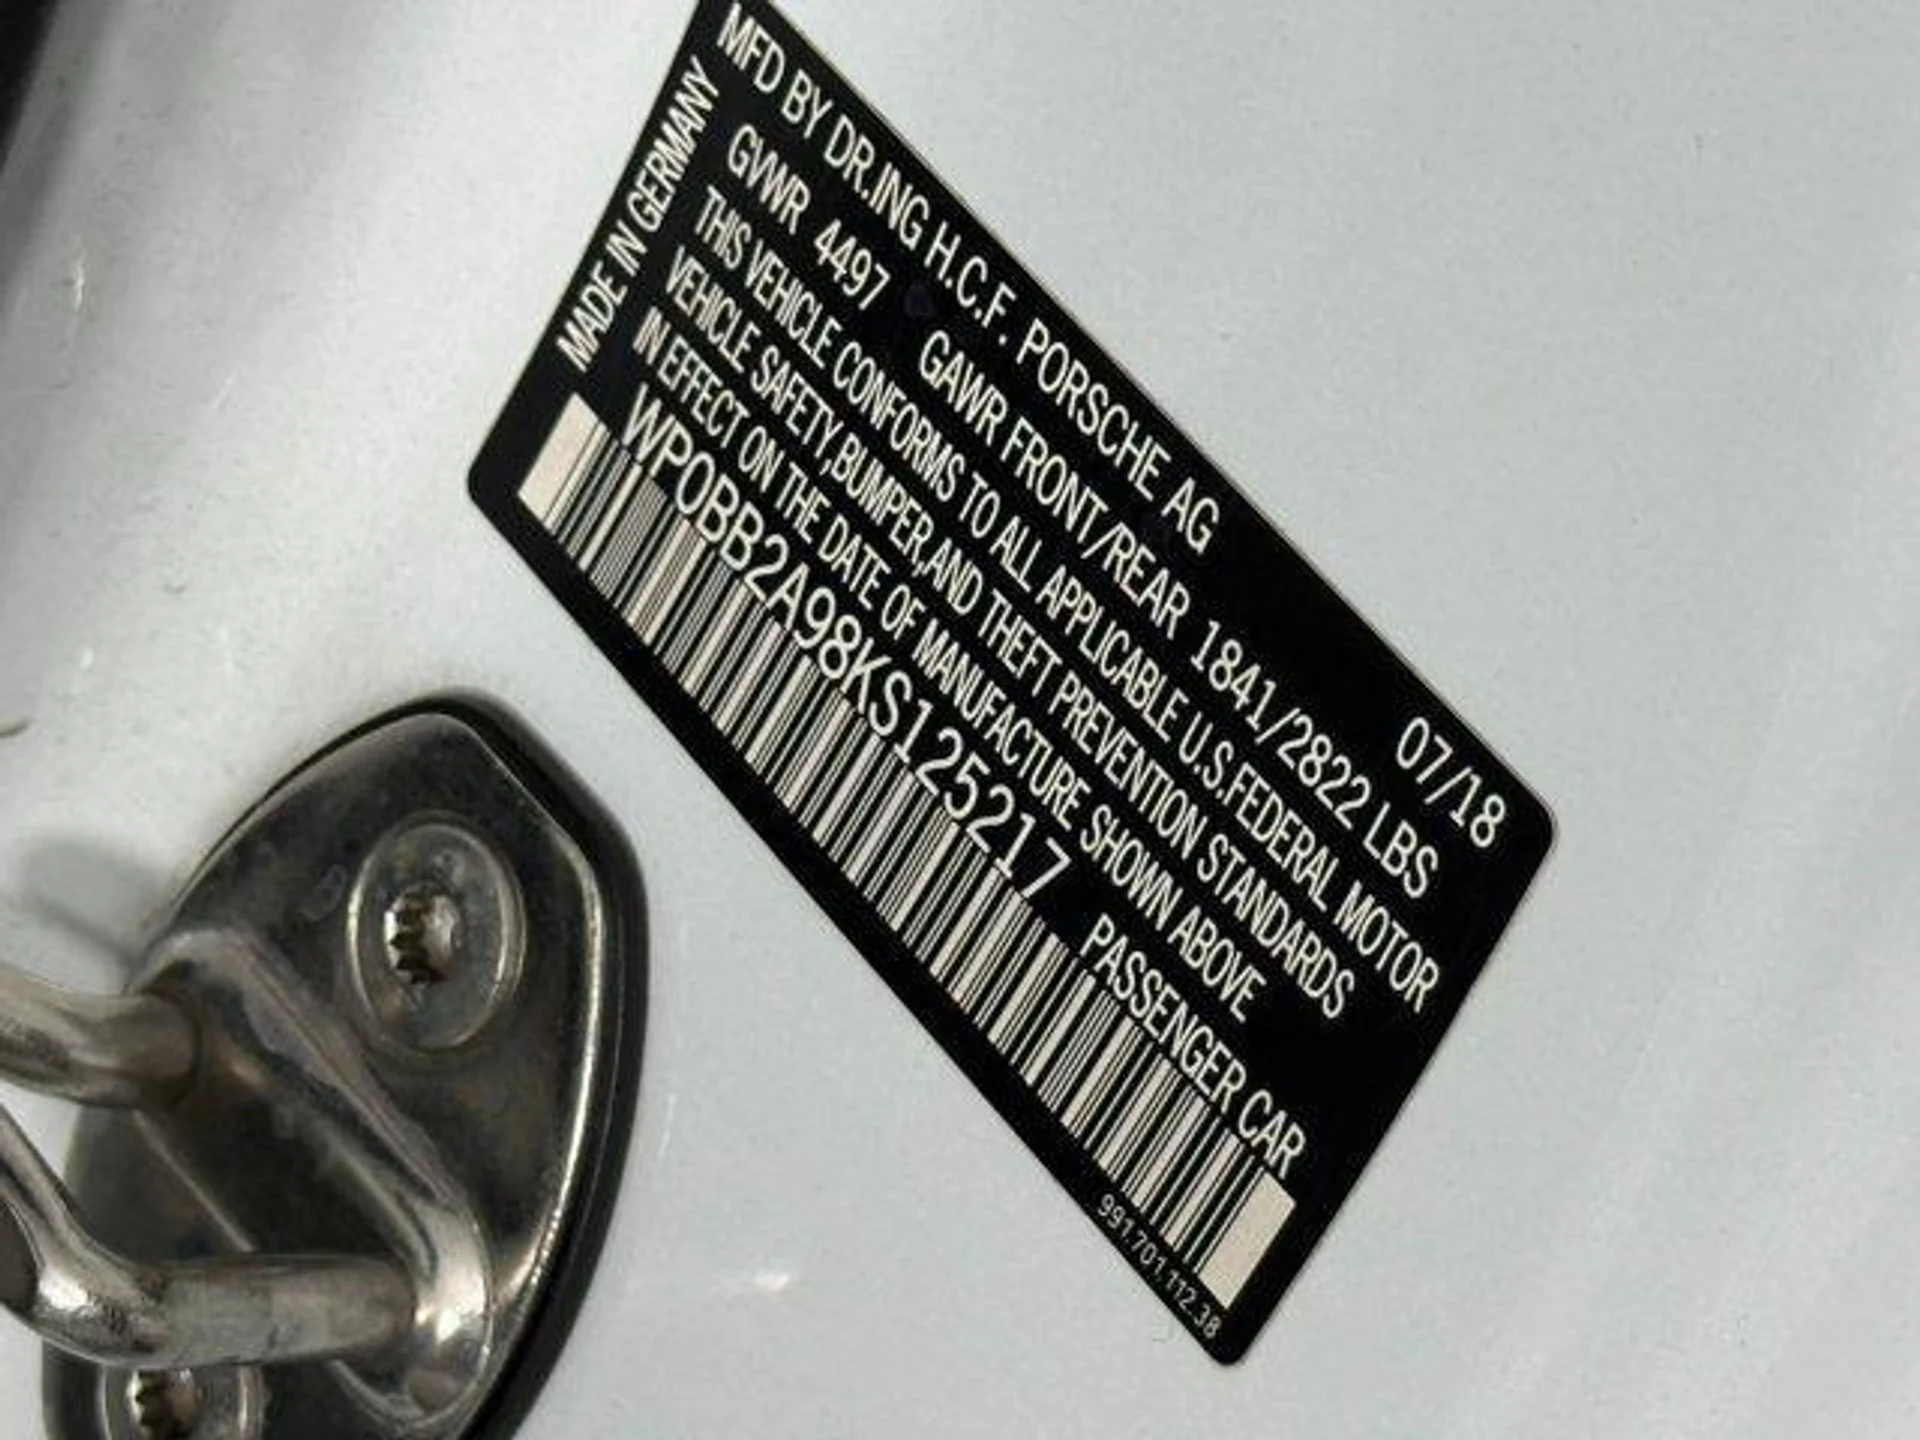 MFD BY DR.ING H.C.F. PORSCHE AG 07/18
MADE IN GERMANY
GVWR 4497 GAWR FRONT/REAR 1841/2822 LBS
THIS VEHICLE CONFORMS TO ALL APPLICABLE U.S.FEDERAL MOTOR
VEHICLE SAFETY,BUMPER,AND THEFT PREVENTION STANDARDS
IN EFFECT ON THE DATE OF MANUFACTURE SHOWN ABOVE
WP0BB2A98KS125217 PASSENGER CAR
991.701.112.38